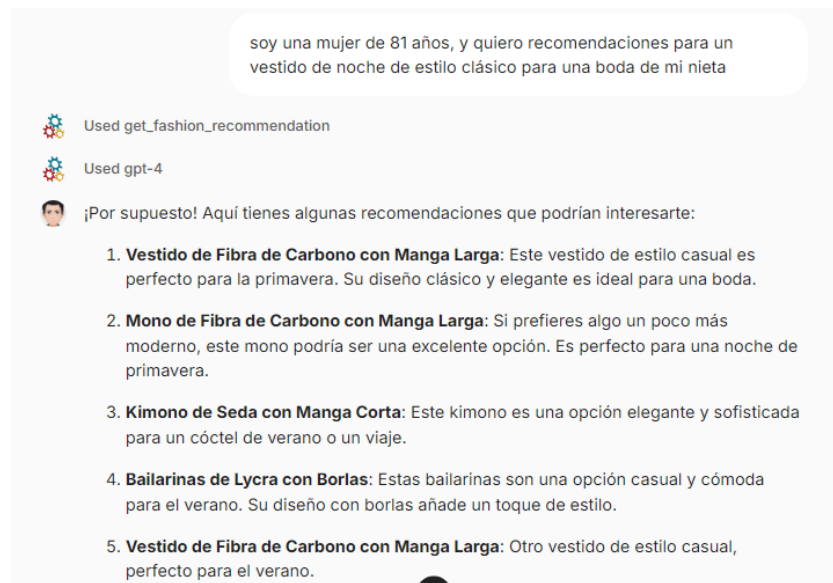 soy una mujer de 81 años, y quiero recomendaciones para un
vestido de noche de estilo clásico para una boda de mi nieta
Used get_fashion_recommendation
Used gpt-4
¡Por supuesto! Aquí tienes algunas recomendaciones que podrían interesarte:
1. Vestido de Fibra de Carbono con Manga Larga: Este vestido de estilo casual es
perfecto para la primavera. Su diseño clásico y elegante es ideal para una boda.
2. Mono de Fibra de Carbono con Manga Larga: Si prefieres algo un poco más
moderno, este mono podría ser una excelente opción. Es perfecto para una noche de
primavera.
3. Kimono de Seda con Manga Corta: Este kimono es una opción elegante y sofisticada
para un cóctel de verano o un viaje.
4. Bailarinas de Lycra con Borlas: Estas bailarinas son una opción casual y cómoda
para el verano. Su diseño con borlas añade un toque de estilo.
5. Vestido de Fibra de Carbono con Manga Larga: Otro vestido de estilo casual,
perfecto para el verano.